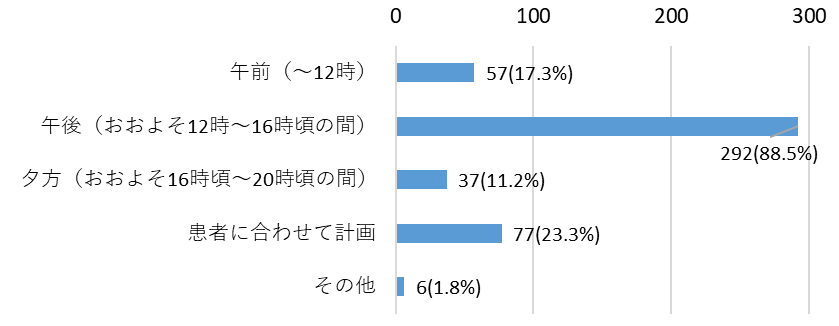 0 100 200 300
午前（～12時） 57(17.3%)
午後（おおよそ12時～16時頃の間）
292(88.5%)
夕方（おおよそ16時頃～20時頃の間） 37(11.2%)
患者に合わせて計画 77(23.3%)
その他 6(1.8%)